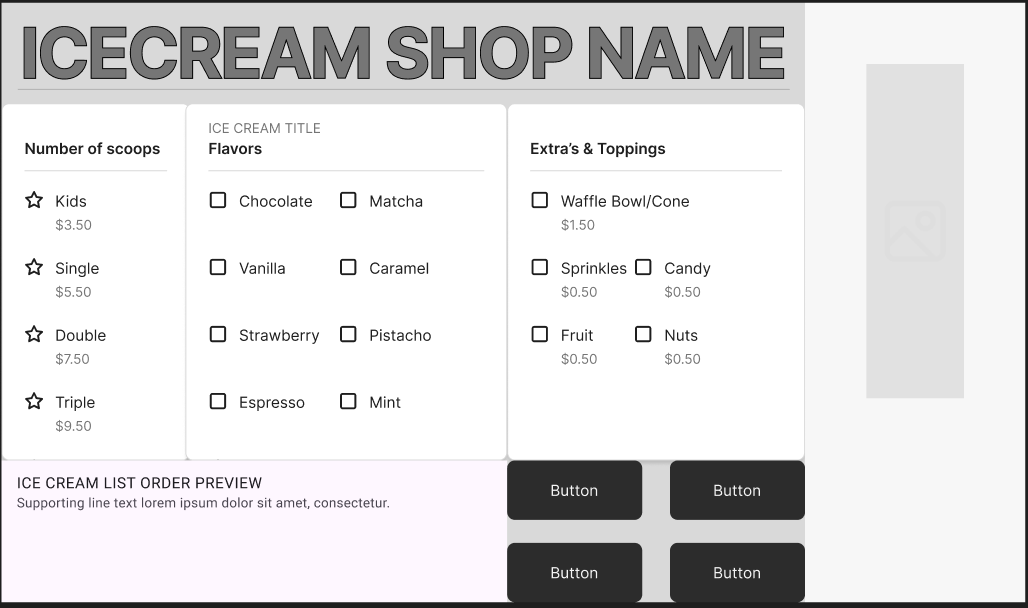 ICECREAM SHOP NAME
Number of scoops
Kids
$3.50
Single
$5.50
Double
$7.50
Triple
$9.50
ICE CREAM TITLE
Flavors
Chocolate
Matcha
Vanilla
Caramel
Strawberry
Pistacho
Espresso
Mint
Extra's & Toppings
Waffle Bowl/Cone
$1.50
Sprinkles
$0.50
Candy
$0.50
Fruit
$0.50
Nuts
$0.50
ICE CREAM LIST ORDER PREVIEW
Supporting line text lorem ipsum dolor sit amet, consectetur.
Button
Button
Button
Button